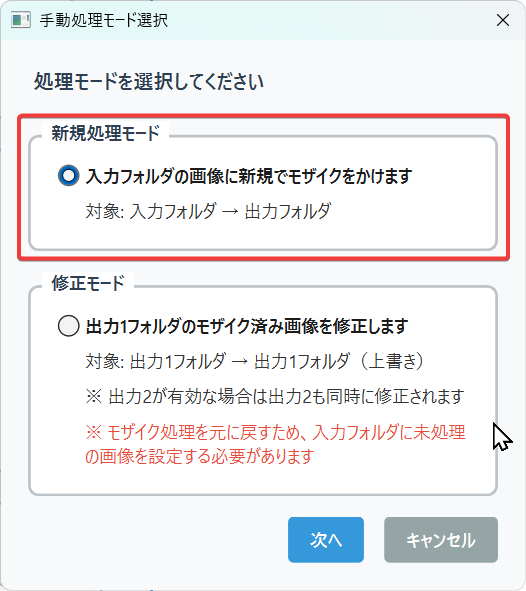 手動処理モード選択
処理モードを選択してください
新規処理モード
入力フォルダの画像に新規でモザイクをかけます
対象: 入力フォルダ → 出力フォルダ
修正モード
出力1フォルダのモザイク済み画像を修正します
対象: 出力1フォルダ → 出力1フォルダ（上書き）
※ 出力2が有効な場合は出力2も同時に修正されます
※ モザイク処理を元に戻すため、入力フォルダに未処理
の画像を設定する必要があります
次へ
キャンセル